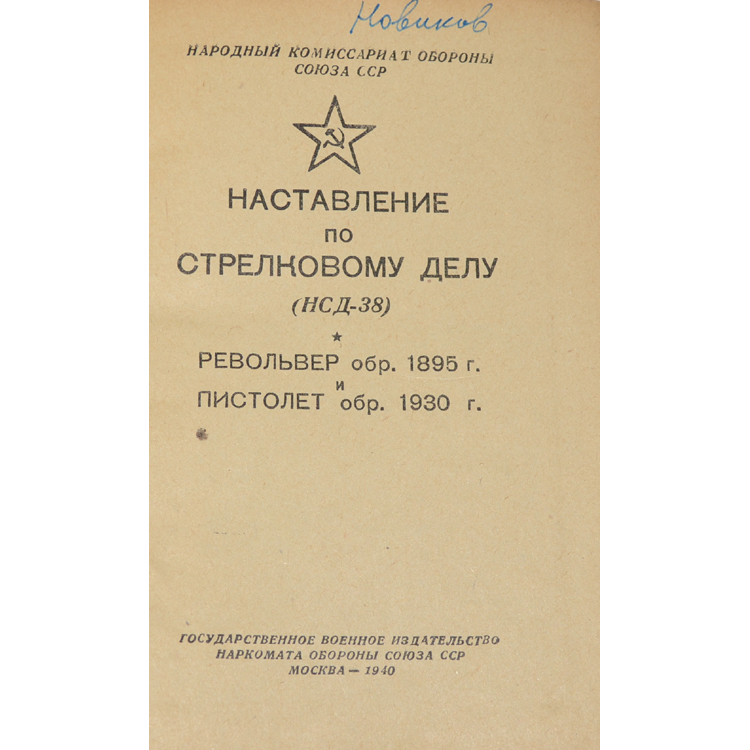 Новиков
НАРОДНЫЙ КОМИССАРИАТ ОБОРОНЫ
СОЮЗА ССР
НАСТАВЛЕНИЕ
ПО
СТРЕЛКОВОМУ ДЕЛУ
(НСД-38)
★
РЕВОЛЬВЕР обр. 1895 г.
И
ПИСТОЛЕТ обр. 1930 г.
ГОСУДАРСТВЕННОЕ ВОЕННОЕ ИЗДАТЕЛЬСТВО
НАРКОМАТА ОБОРОНЫ СОЮЗА ССР
МОСКВА — 1940